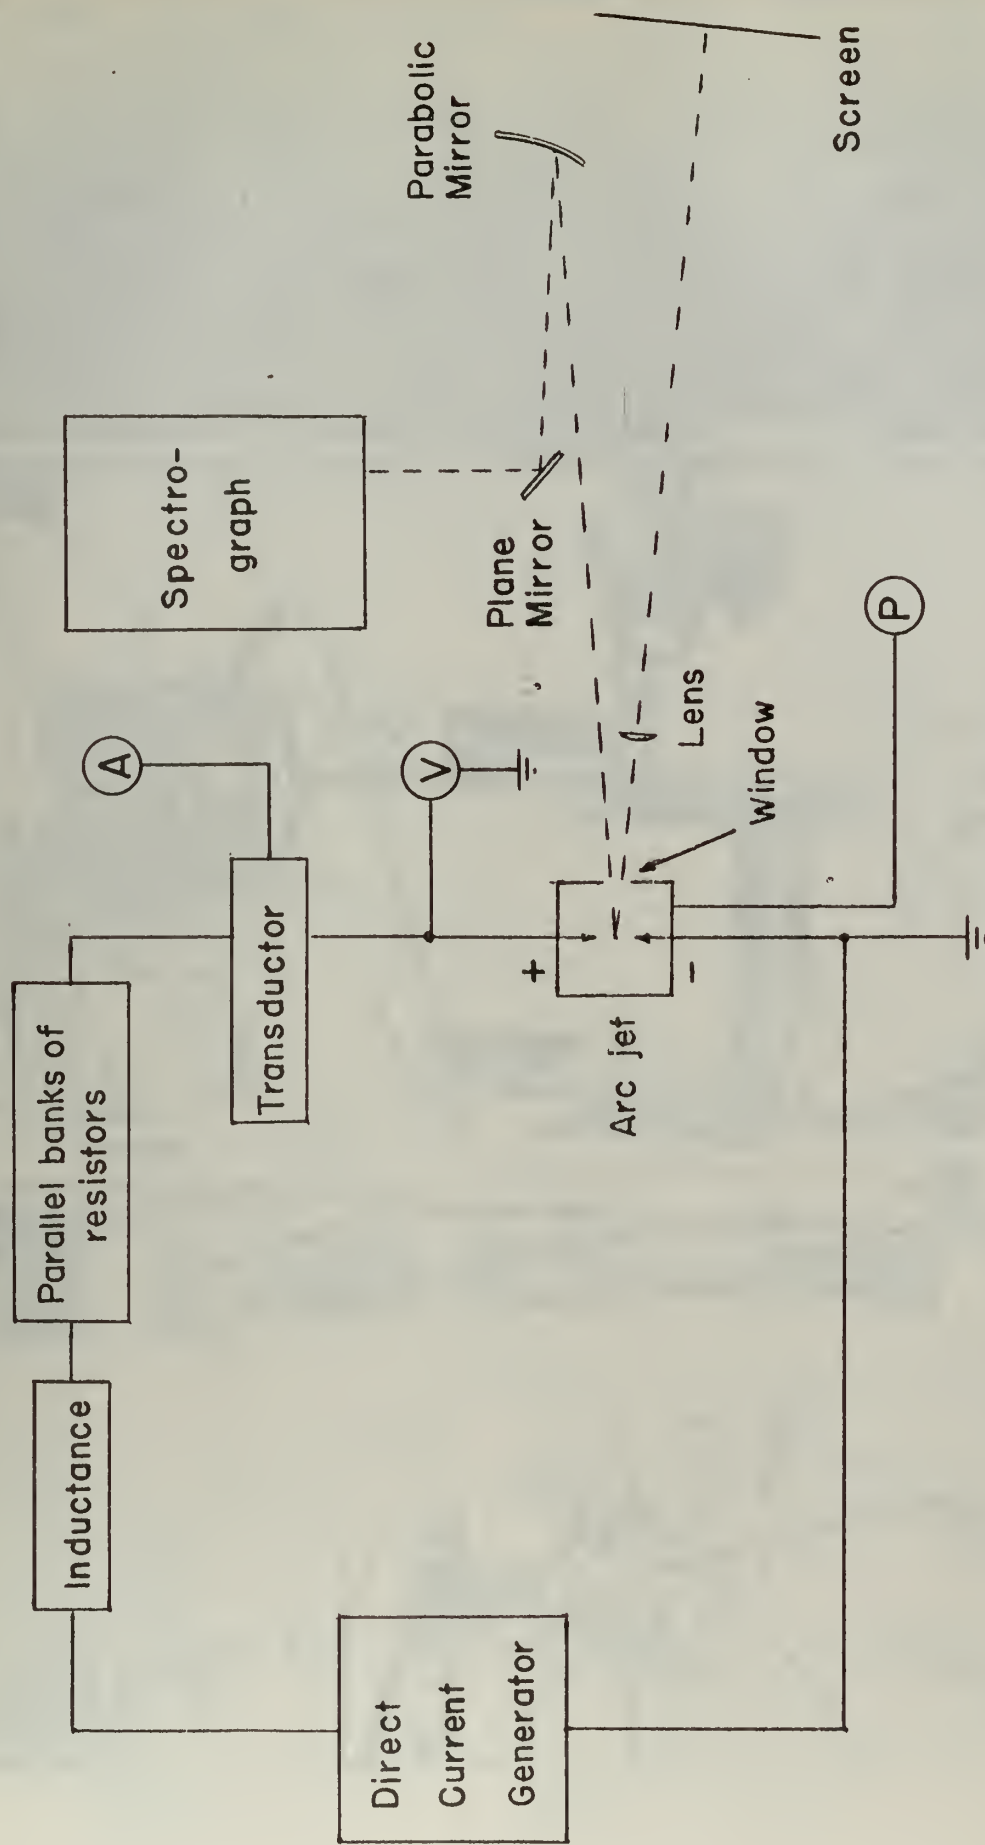 Direct
Current
Generator
Inductance
Parallel banks of
resistors
Transductor
A
V
+
-
Arc jet
Window
Lens
P
Spectro-
graph
Plane
Mirror
Parabolic
Mirror
Screen